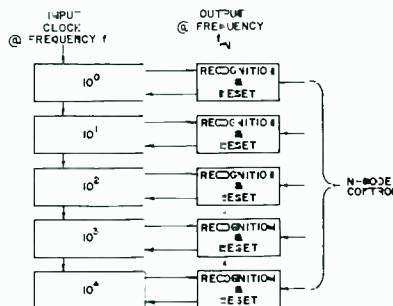 INPUT
CLOCK
@ FREQUENCY f
OUTPUT
@ FREQUENCY
10⁰
RECOGNITION
&
RESET
10¹
RECOGNITION
&
RESET
10²
RECOGNITION
&
RESET
10³
RECOGNITION
&
RESET
10⁴
RECOGNITION
&
RESET
N-MODE
CONTROL